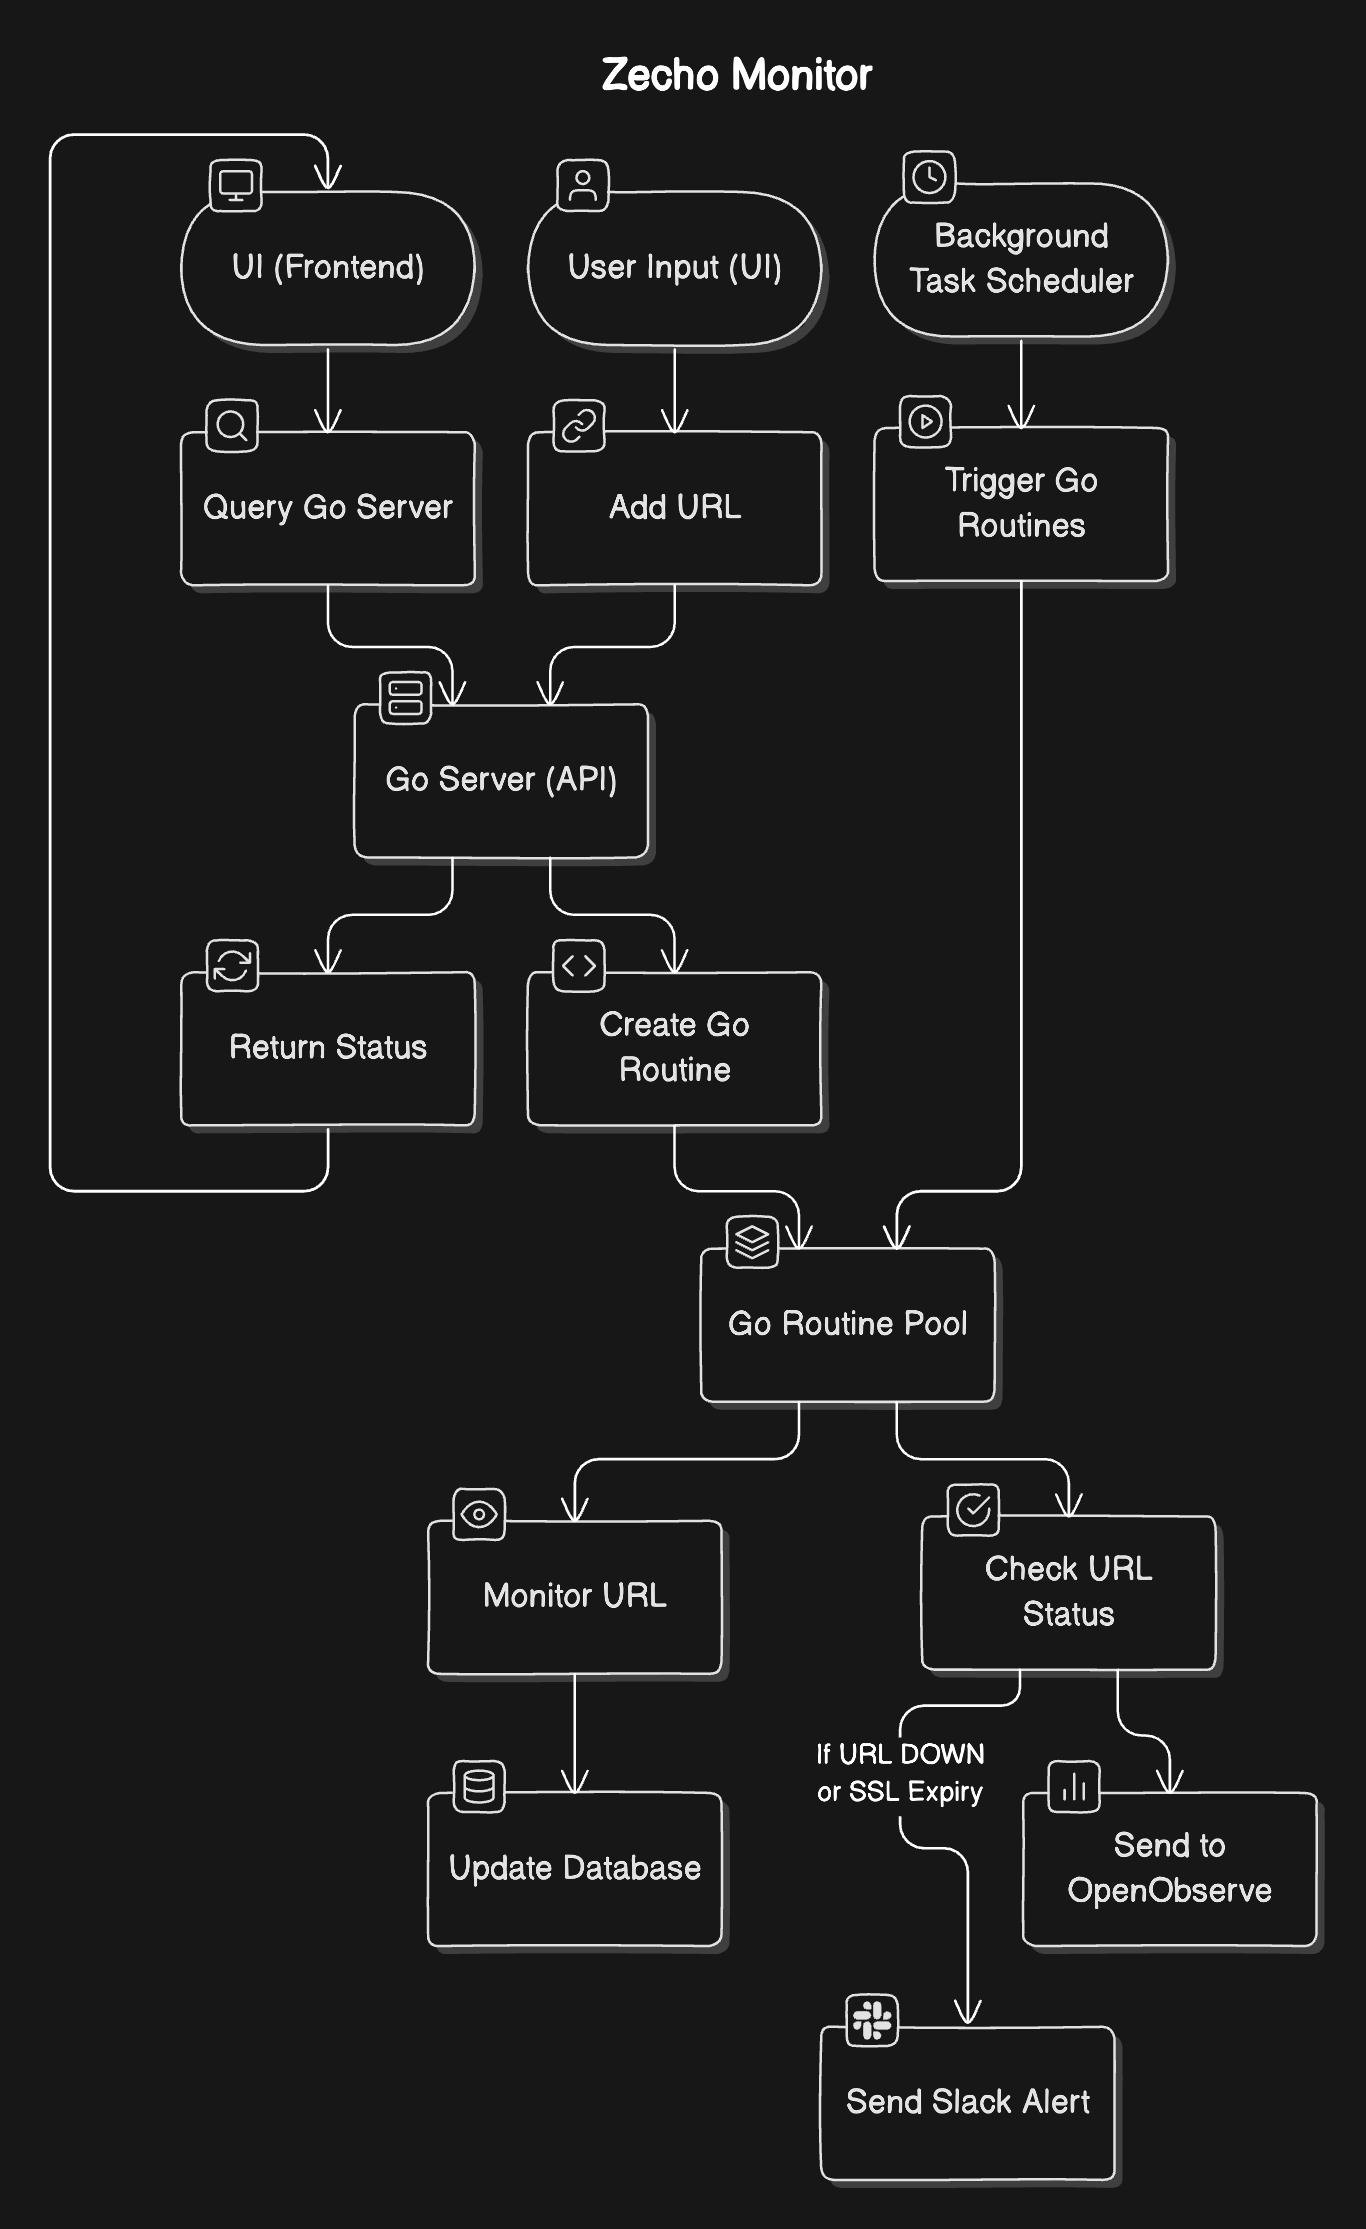 Zecho Monitor
UI (Frontend)
User Input (UI)
Background
Task Scheduler
Query Go Server
Add URL
Trigger Go
Routines
Go Server (API)
Return Status
Create Go
Routine
Go Routine Pool
Monitor URL
Check URL
Status
If URL DOWN
or SSL Expiry
Update Database
Send to
OpenObserve
Send Slack Alert